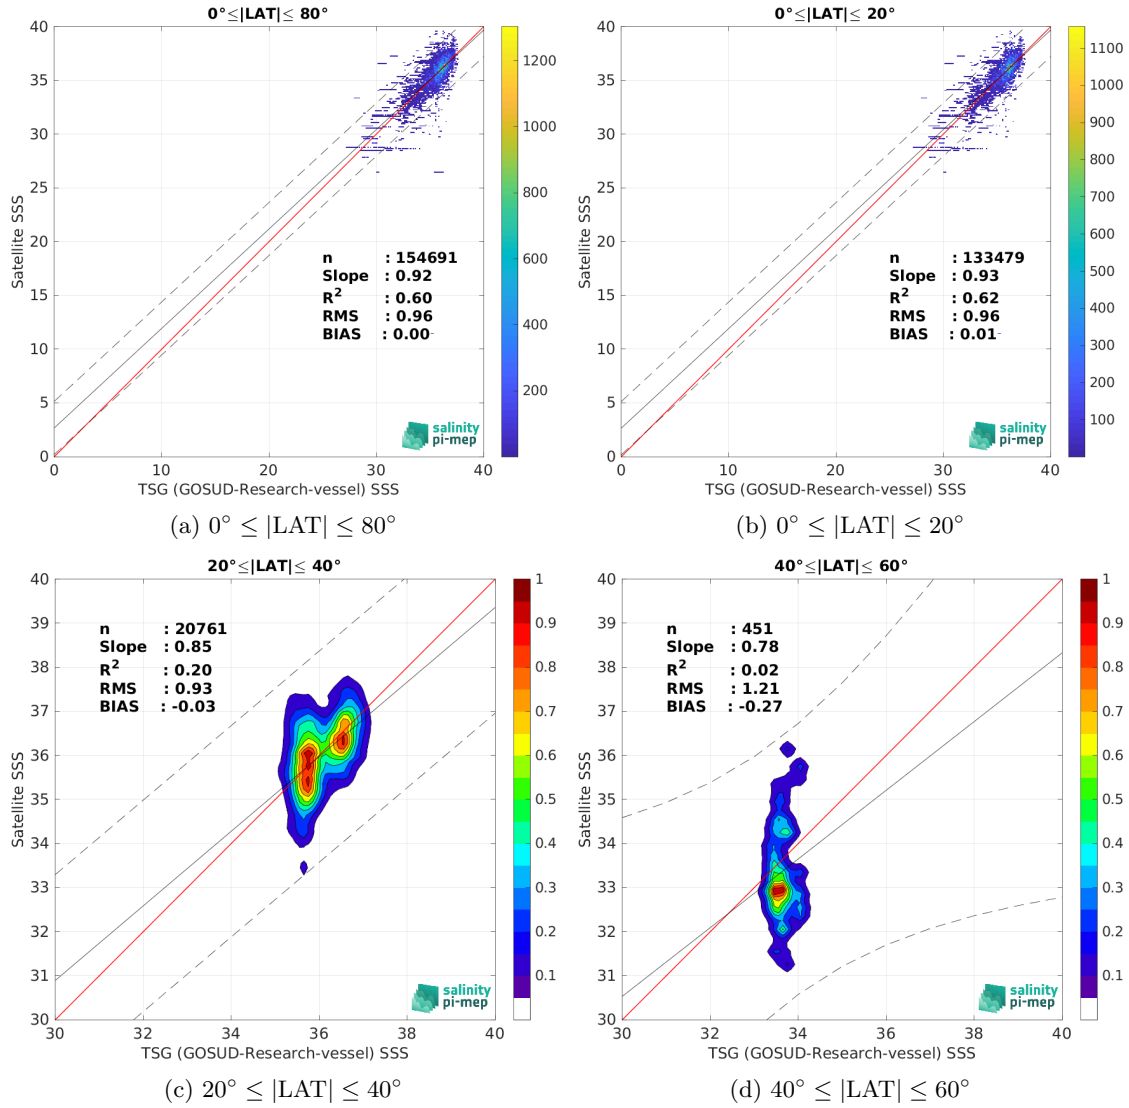 0°≤|LAT|≤ 80°
40
35
30
25
20
15
10
5
0
Satellite SSS
n : 154691
Slope : 0.92
R² : 0.60
RMS : 0.96
BIAS : 0.00
salinity
pi-mep
0 10 20 30 40
TSG (GOSUD-Research-vessel) SSS
1200
1000
800
600
400
200
(a) 0° ≤ |LAT| ≤ 80°
0°≤|LAT|≤ 20°
40
35
30
25
20
15
10
5
0
Satellite SSS
n : 133479
Slope : 0.93
R² : 0.62
RMS : 0.96
BIAS : 0.01
salinity
pi-mep
0 10 20 30 40
TSG (GOSUD-Research-vessel) SSS
1100
1000
900
800
700
600
500
400
300
200
100
(b) 0° ≤ |LAT| ≤ 20°
20°≤|LAT|≤ 40°
40
39
38
37
36
35
34
33
32
31
30
Satellite SSS
n : 20761
Slope : 0.85
R² : 0.20
RMS : 0.93
BIAS : -0.03
salinity
pi-mep
30 32 34 36 38 40
TSG (GOSUD-Research-vessel) SSS
1
0.9
0.8
0.7
0.6
0.5
0.4
0.3
0.2
0.1
(c) 20° ≤ |LAT| ≤ 40°
40°≤|LAT|≤ 60°
40
39
38
37
36
35
34
33
32
31
30
Satellite SSS
n : 451
Slope : 0.78
R² : 0.02
RMS : 1.21
BIAS : -0.27
salinity
pi-mep
30 32 34 36 38 40
TSG (GOSUD-Research-vessel) SSS
1
0.9
0.8
0.7
0.6
0.5
0.4
0.3
0.2
0.1
(d) 40° ≤ |LAT| ≤ 60°